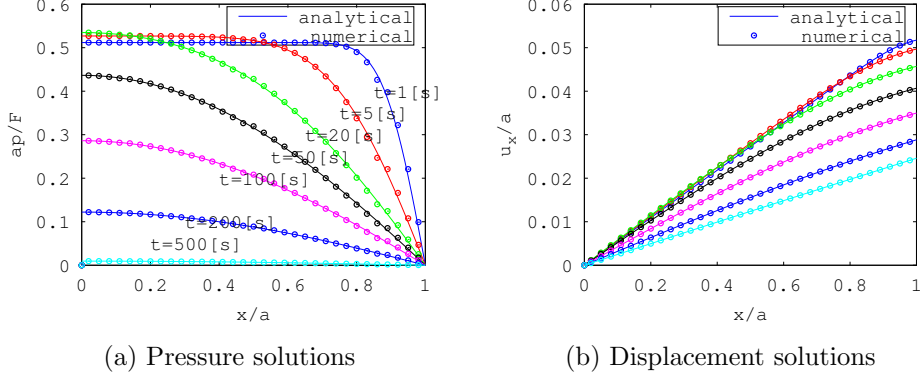 analytical
numerical
0.6
0.5
0.4
0.3
0.2
0.1
0
ap/F
t=1[s]
t=5[s]
t=20[s]
t=50[s]
t=100[s]
t=200[s]
t=500[s]
0 0.2 0.4 0.6 0.8 1
x/a
(a) Pressure solutions
analytical
numerical
0.06
0.05
0.04
0.03
0.02
0.01
0
u_x/a
0 0.2 0.4 0.6 0.8 1
x/a
(b) Displacement solutions